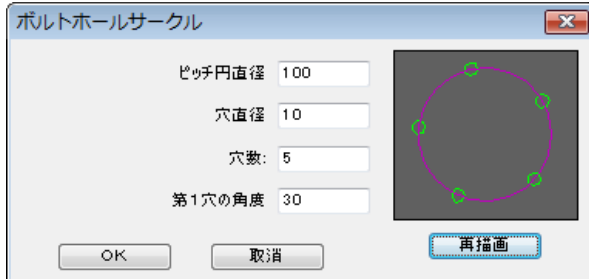 ボルトホールサークル
ピッチ円直径 100
穴直径 10
穴数: 5
第1穴の角度 30
再描画
OK 取消